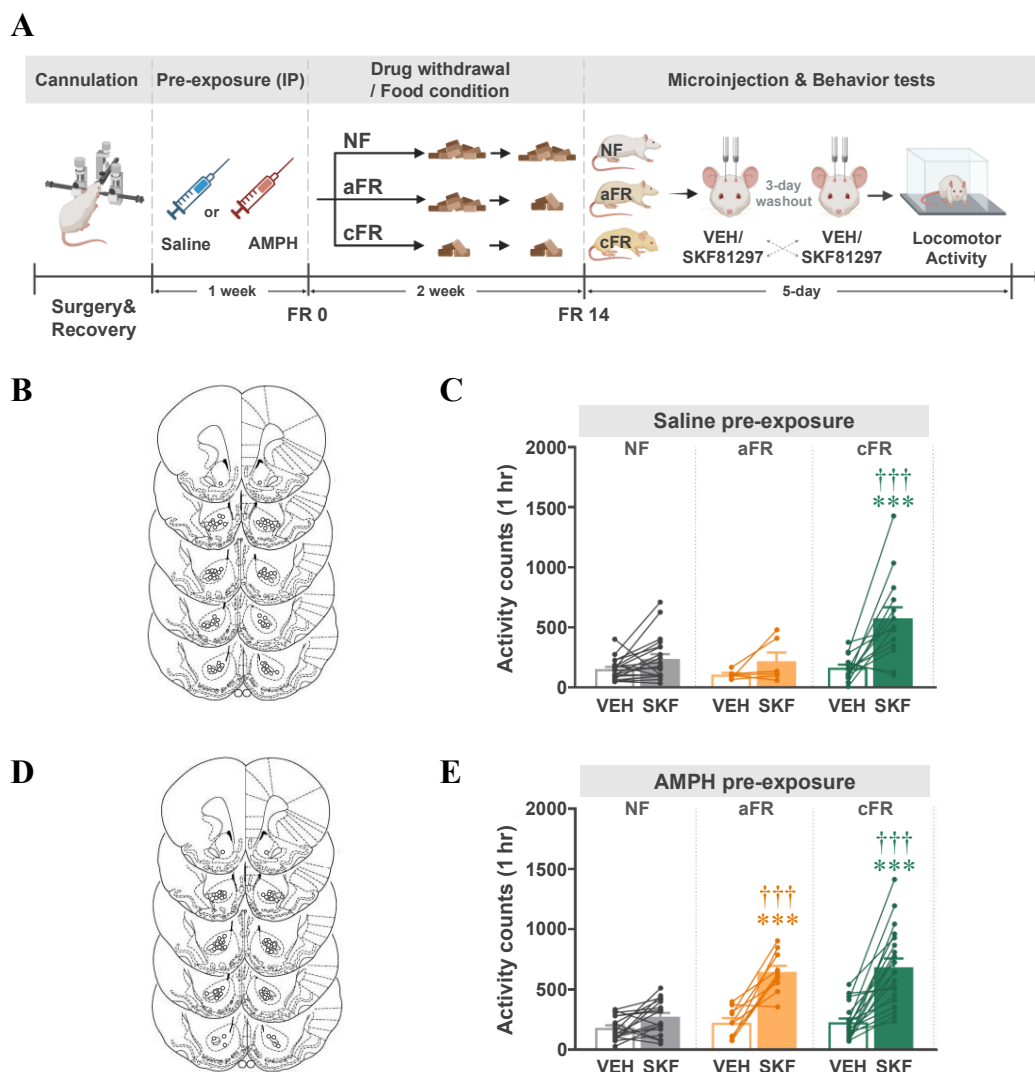 A
Cannulation
Pre-exposure (IP)
Drug withdrawal
/ Food condition
Microinjection & Behavior tests
NF
aFR
cFR
Saline
or
AMPH
NF
aFR
cFR
3-day
washout
VEH/
SKF81297
VEH/
SKF81297
Locomotor
Activity
Surgery&
Recovery
1 week
FR 0
2 week
FR 14
5-day
B
C
Saline pre-exposure
NF
aFR
cFR
Activity counts (1 hr)
2000
1500
1000
500
0
†††
***
VEH SKF
VEH SKF
VEH SKF
D
E
AMPH pre-exposure
NF
aFR
cFR
Activity counts (1 hr)
2000
1500
1000
500
0
†††
***
†††
***
VEH SKF
VEH SKF
VEH SKF